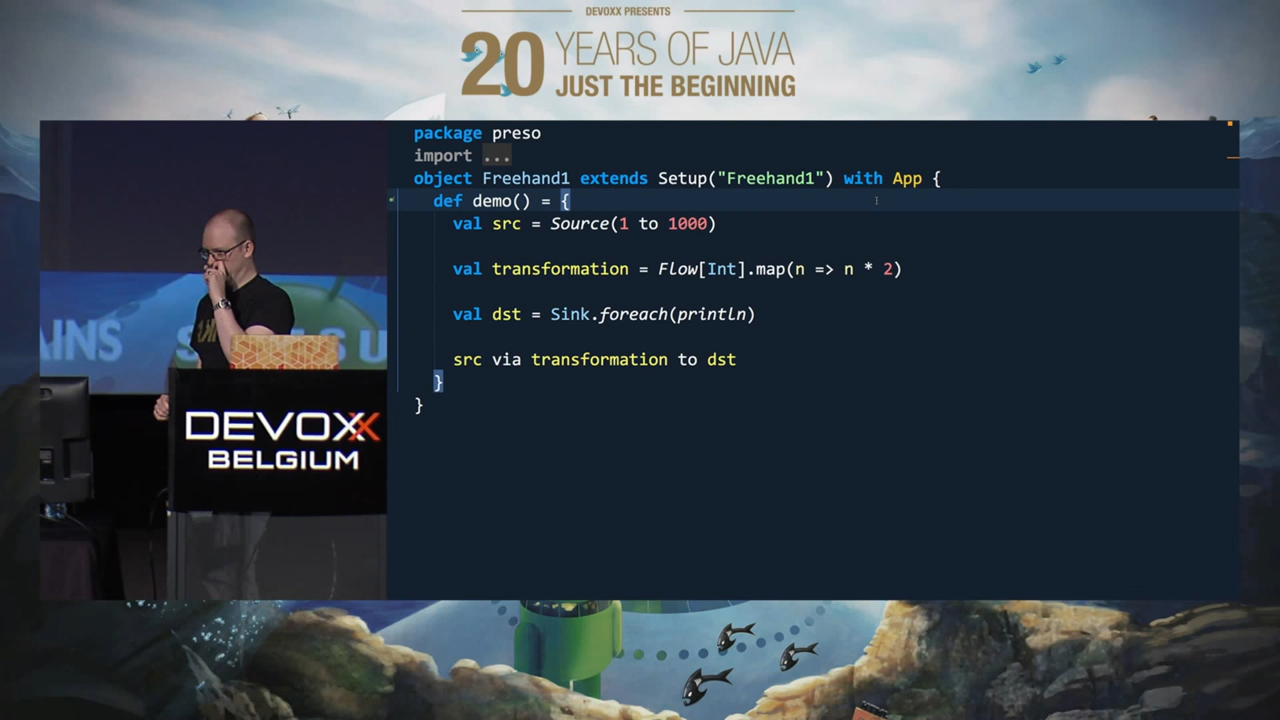 DEVOXX PRESENTS
20 YEARS OF JAVA
JUST THE BEGINNING
package preso
import ...
object Freehand1 extends Setup("Freehand1") with App {
def demo() = {
val src = Source(1 to 1000)
val transformation = Flow[Int].map(n => n * 2)
val dst = Sink.foreach(println)
src via transformation to dst
}
}
DEVOXX
BELGIUM